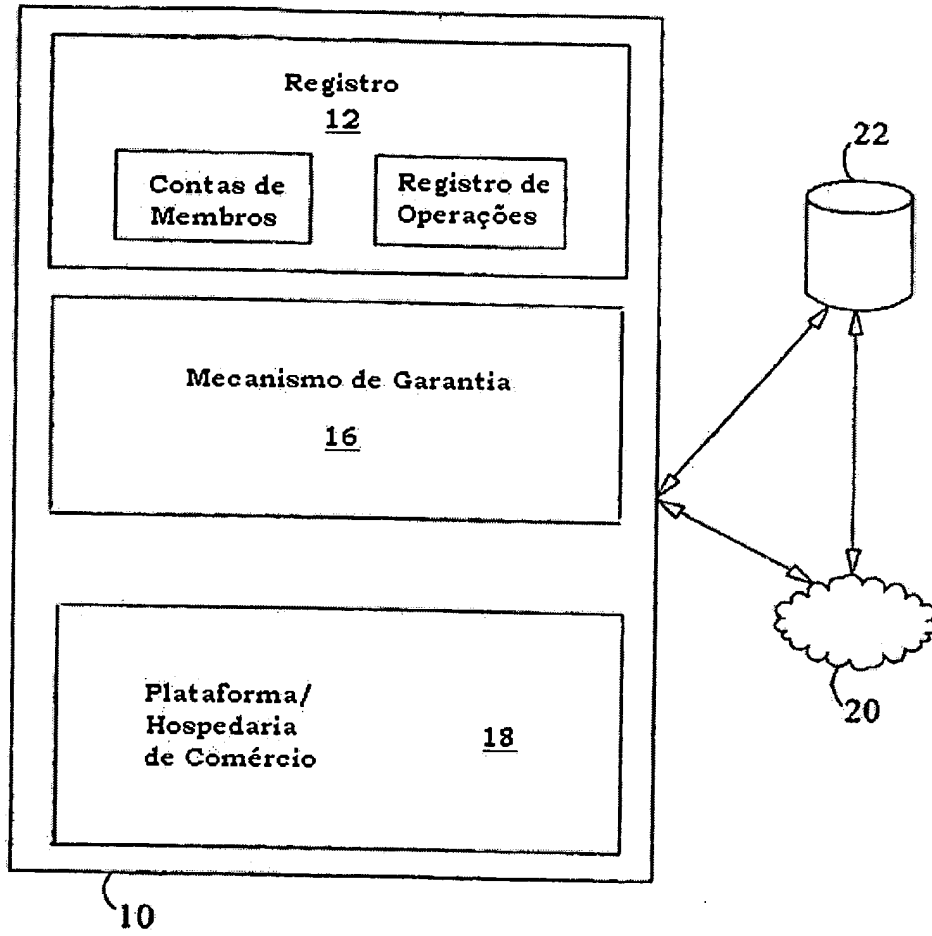 Registro
12
Contas de
Membros
Registro de
Operações
22
Mecanismo de Garantia
16
Plataforma/
Hospedaria
de Comércio
18
20
10